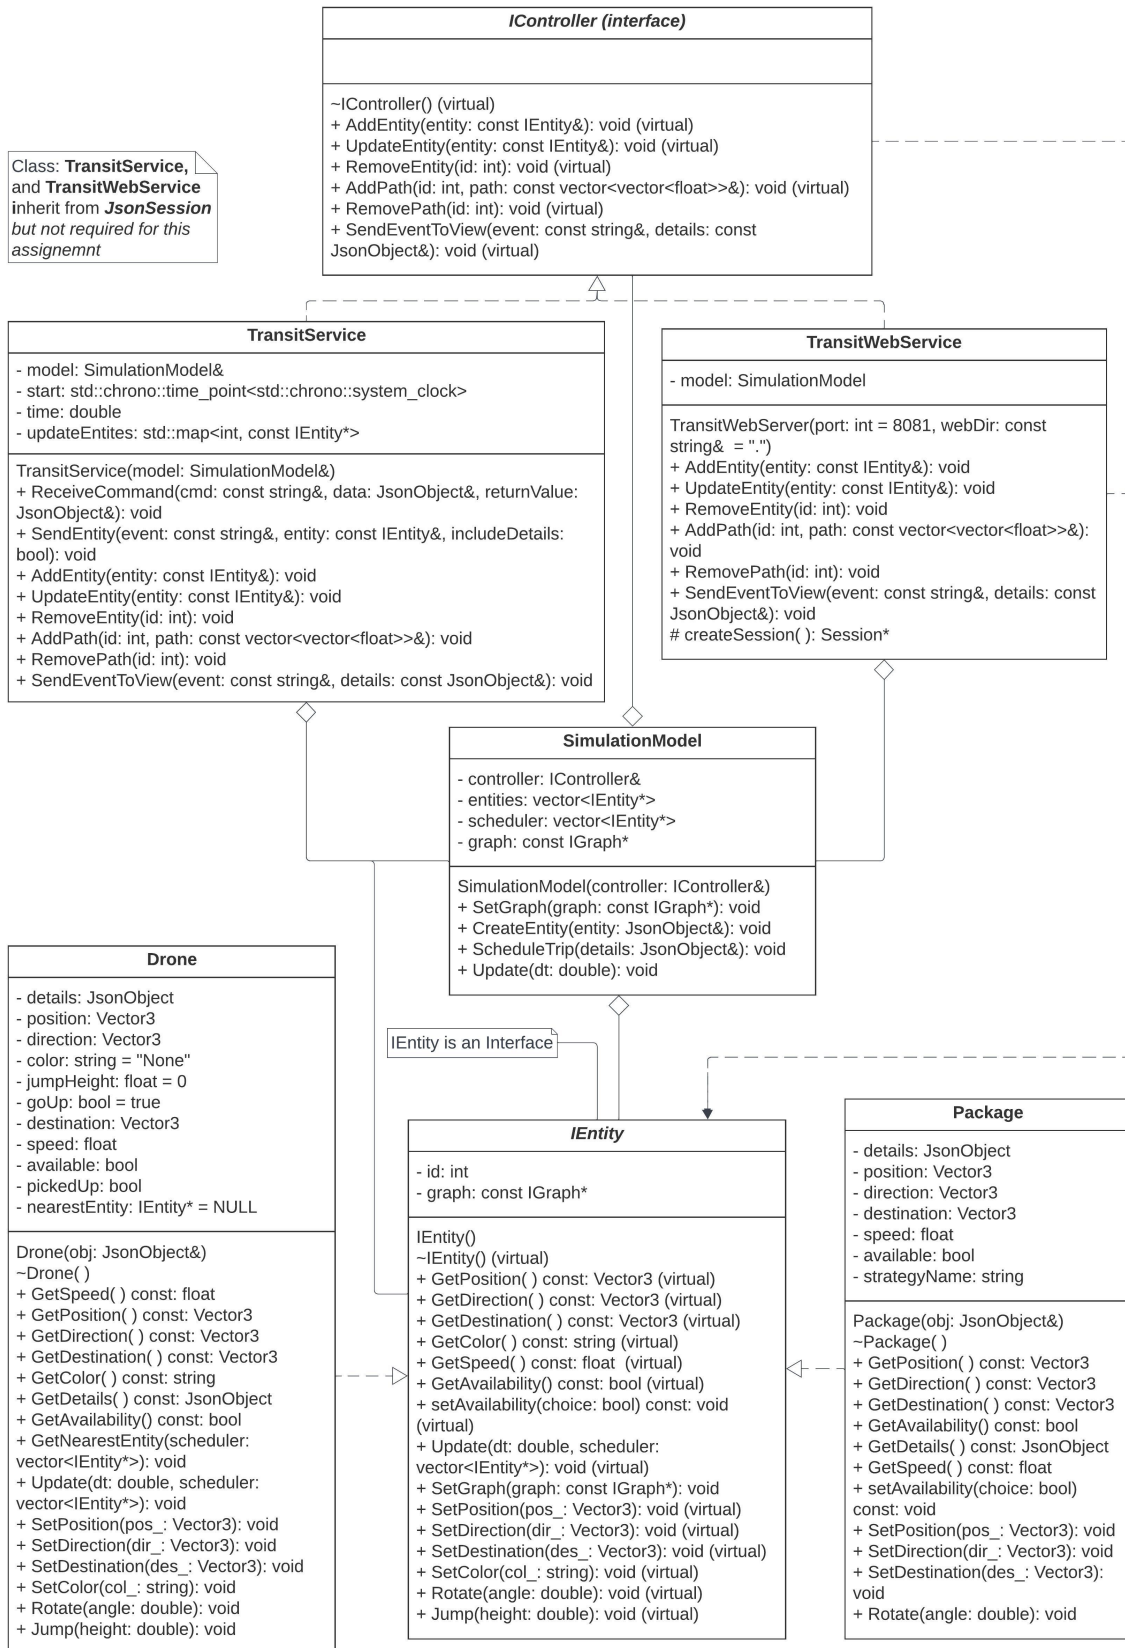 IController (interface)
~IController() (virtual)
+ AddEntity(entity: const IEntity&): void (virtual)
+ UpdateEntity(entity: const IEntity&): void (virtual)
+ RemoveEntity(id: int): void (virtual)
+ AddPath(id: int, path: const vector<vector<float>>&): void (virtual)
+ RemovePath(id: int): void (virtual)
+ SendEventToView(event: const string&, details: const
JsonObject&): void (virtual)
Class: TransitService,
and TransitWebService
inherit from JsonSession
but not required for this
assignemnt
TransitService
- model: SimulationModel&
- start: std::chrono::time_point<std::chrono::system_clock>
- time: double
- updateEntites: std::map<int, const IEntity*>
TransitService(model: SimulationModel&)
+ ReceiveCommand(cmd: const string&, data: JsonObject&, returnValue:
JsonObject&): void
+ SendEntity(event: const string&, entity: const IEntity&, includeDetails:
bool): void
+ AddEntity(entity: const IEntity&): void
+ UpdateEntity(entity: const IEntity&): void
+ RemoveEntity(id: int): void
+ AddPath(id: int, path: const vector<vector<float>>&): void
+ RemovePath(id: int): void
+ SendEventToView(event: const string&, details: const JsonObject&): void
TransitWebService
- model: SimulationModel
TransitWebServer(port: int = 8081, webDir: const
string&  = ".")
+ AddEntity(entity: const IEntity&): void
+ UpdateEntity(entity: const IEntity&): void
+ RemoveEntity(id: int): void
+ AddPath(id: int, path: const vector<vector<float>>&):
void
+ RemovePath(id: int): void
+ SendEventToView(event: const string&, details: const
JsonObject&): void
# createSession( ): Session*
SimulationModel
- controller: IController&
- entities: vector<IEntity*>
- scheduler: vector<IEntity*>
- graph: const IGraph*
SimulationModel(controller: IController&)
+ SetGraph(graph: const IGraph*): void
+ CreateEntity(entity: JsonObject&): void
+ ScheduleTrip(details: JsonObject&): void
+ Update(dt: double): void
Drone
- details: JsonObject
- position: Vector3
- direction: Vector3
- color: string = "None"
- jumpHeight: float = 0
- goUp: bool = true
- destination: Vector3
- speed: float
- available: bool
- pickedUp: bool
- nearestEntity: IEntity* = NULL
Drone(obj: JsonObject&)
~Drone( )
+ GetSpeed( ) const: float
+ GetPosition( ) const: Vector3
+ GetDirection( ) const: Vector3
+ GetDestination( ) const: Vector3
+ GetColor( ) const: string
+ GetDetails( ) const: JsonObject
+ GetAvailability() const: bool
+ GetNearestEntity(scheduler:
vector<IEntity*>): void
+ Update(dt: double, scheduler:
vector<IEntity*>): void
+ SetPosition(pos_: Vector3): void
+ SetDirection(dir_: Vector3): void
+ SetDestination(des_: Vector3): void
+ SetColor(col_: string): void
+ Rotate(angle: double): void
+ Jump(height: double): void
IEntity is an Interface
IEntity
- id: int
- graph: const IGraph*
IEntity()
~IEntity() (virtual)
+ GetPosition( ) const: Vector3 (virtual)
+ GetDirection( ) const: Vector3 (virtual)
+ GetDestination( ) const: Vector3 (virtual)
+ GetColor( ) const: string (virtual)
+ GetSpeed( ) const: float  (virtual)
+ GetAvailability() const: bool (virtual)
+ setAvailability(choice: bool) const: void
(virtual)
+ Update(dt: double, scheduler:
vector<IEntity*>): void (virtual)
+ SetGraph(graph: const IGraph*): void
+ SetPosition(pos_: Vector3): void (virtual)
+ SetDirection(dir_: Vector3): void (virtual)
+ SetDestination(des_: Vector3): void (virtual)
+ SetColor(col_: string): void (virtual)
+ Rotate(angle: double): void (virtual)
+ Jump(height: double): void (virtual)
Package
- details: JsonObject
- position: Vector3
- direction: Vector3
- destination: Vector3
- speed: float
- available: bool
- strategyName: string
Package(obj: JsonObject&)
~Package( )
+ GetPosition( ) const: Vector3
+ GetDirection( ) const: Vector3
+ GetDestination( ) const: Vector3
+ GetAvailability() const: bool
+ GetDetails( ) const: JsonObject
+ GetSpeed( ) const: float
+ setAvailability(choice: bool)
const: void
+ SetPosition(pos_: Vector3): void
+ SetDirection(dir_: Vector3): void
+ SetDestination(des_: Vector3):
void
+ Rotate(angle: double): void